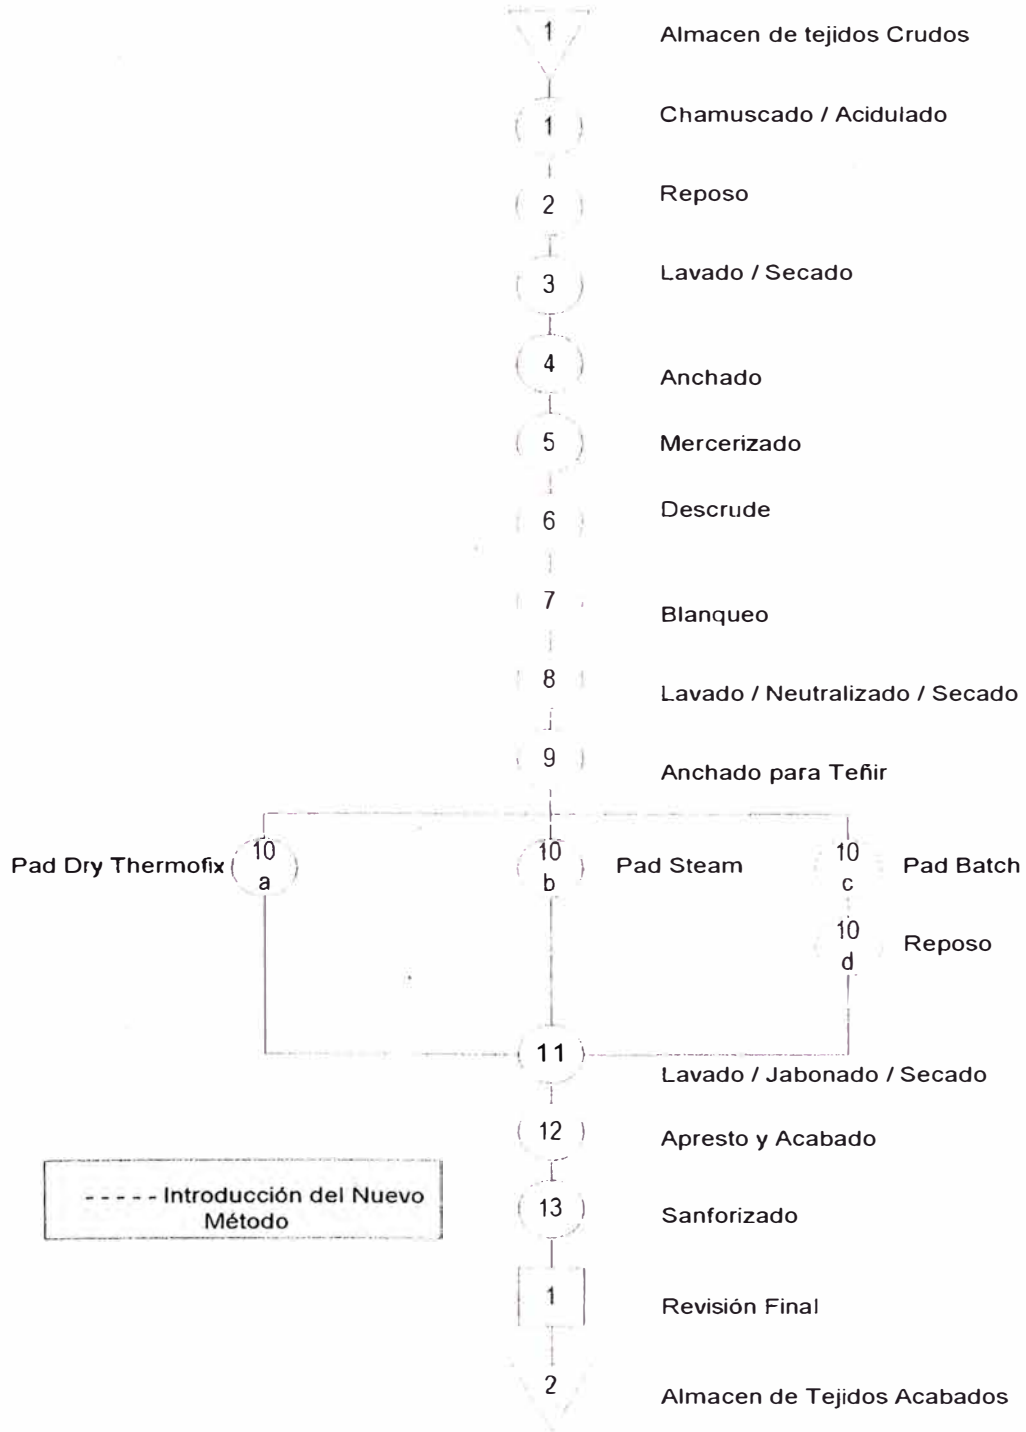 1 Almacen de tejidos Crudos
1 Chamuscado / Acidulado
2 Reposo
3 Lavado / Secado
4 Anchado
5 Mercerizado
6 Descrude
7 Blanqueo
8 Lavado / Neutralizado / Secado
9 Anchado para Teñir
Pad Dry Thermofix 10 a
10 b Pad Steam
10 c Pad Batch
10 d Reposo
11 Lavado / Jabonado / Secado
12 Apresto y Acabado
----- Introducción del Nuevo
Método
13 Sanforizado
1 Revisión Final
2 Almacen de Tejidos Acabados